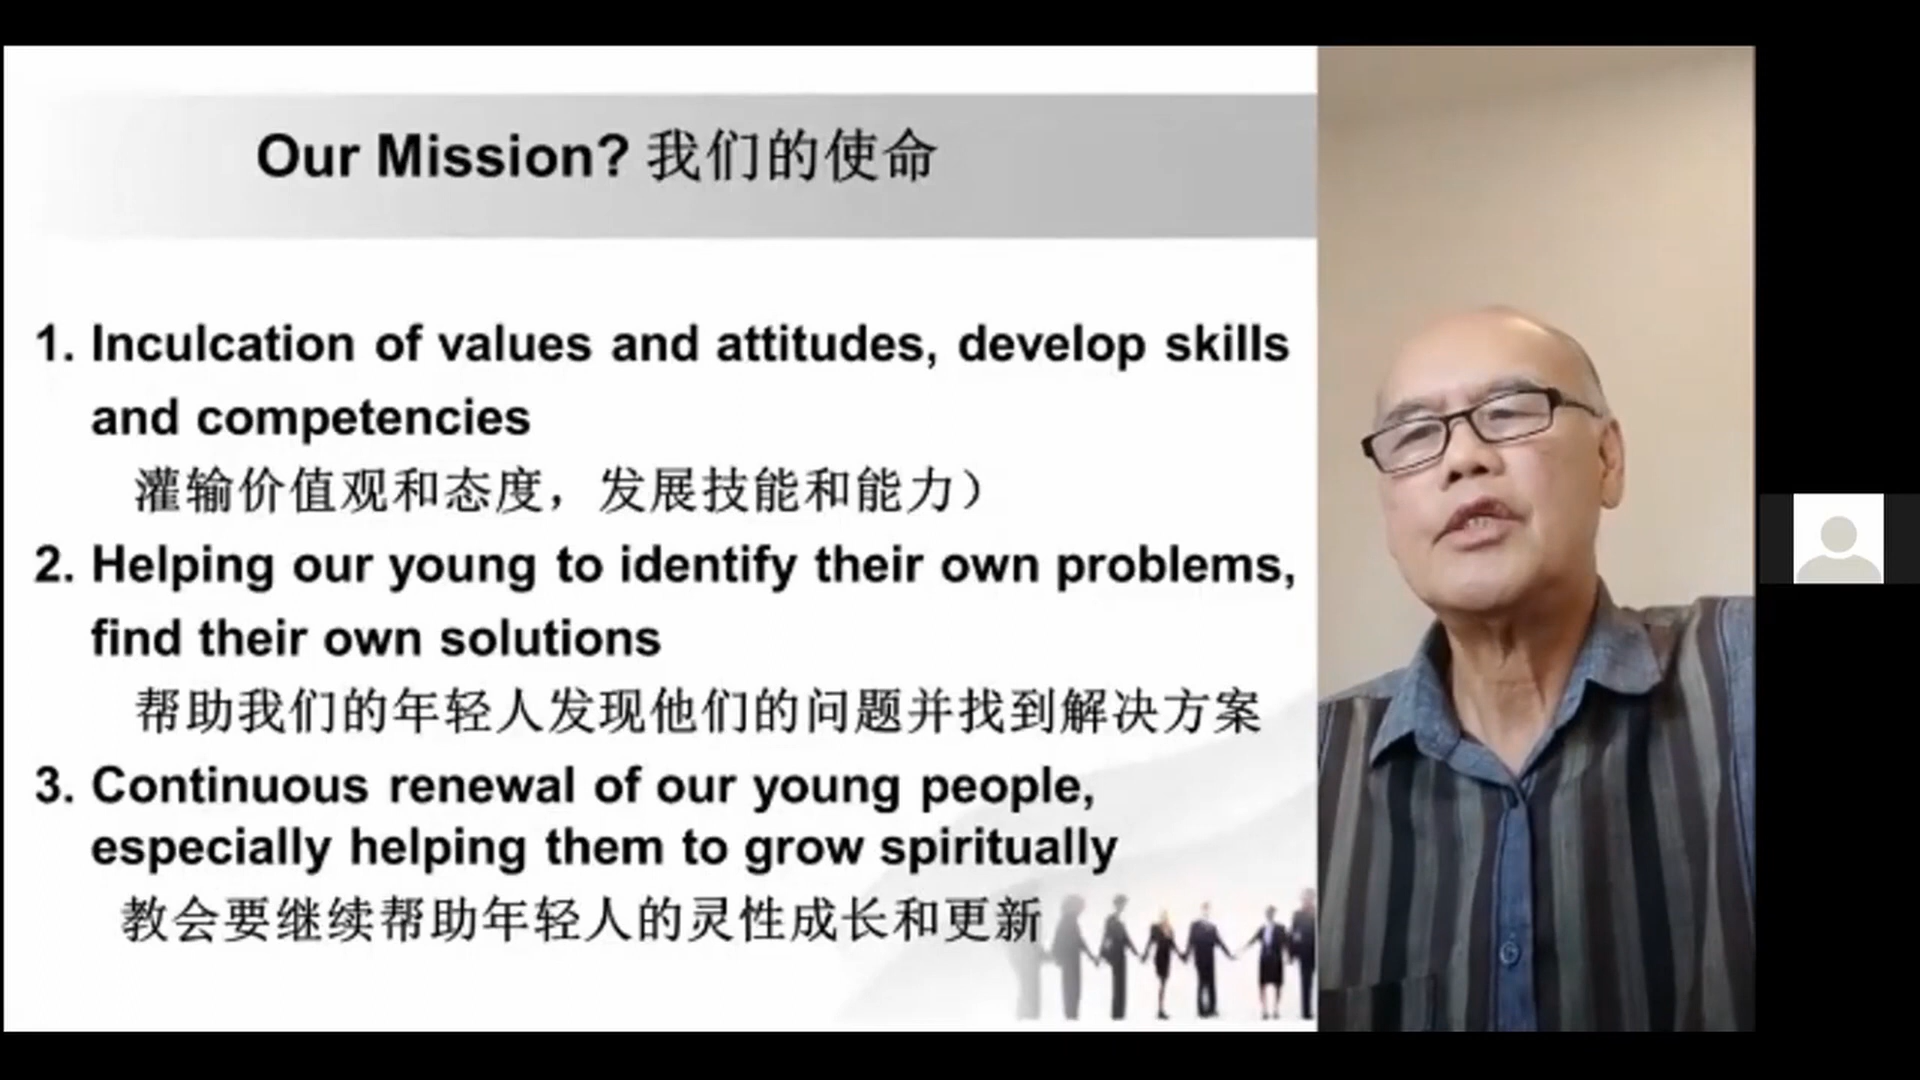 Our Mission? 我们的使命
1. Inculcation of values and attitudes, develop skills
and competencies
灌输价值观和态度，发展技能和能力）
2. Helping our young to identify their own problems,
find their own solutions
帮助我们的年轻人发现他们的问题并找到解决方案
3. Continuous renewal of our young people,
especially helping them to grow spiritually
教会要继续帮助年轻人的灵性成长和更新